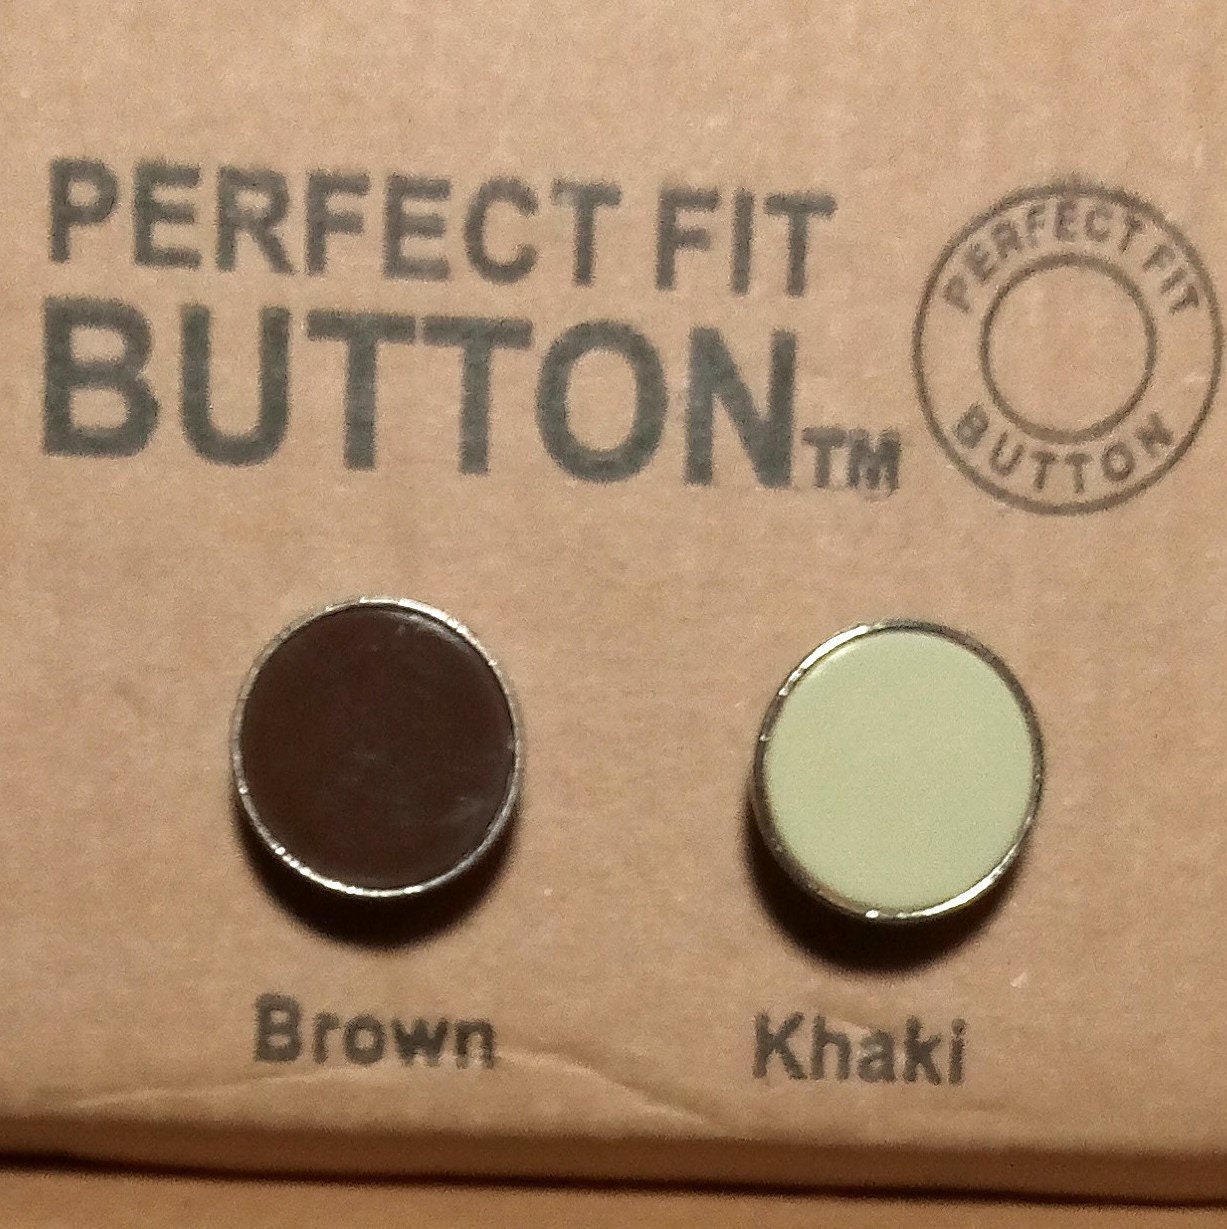 PERFECT FIT
BUTTON™
PERFECT FIT
BUTTON
Brown
Khaki